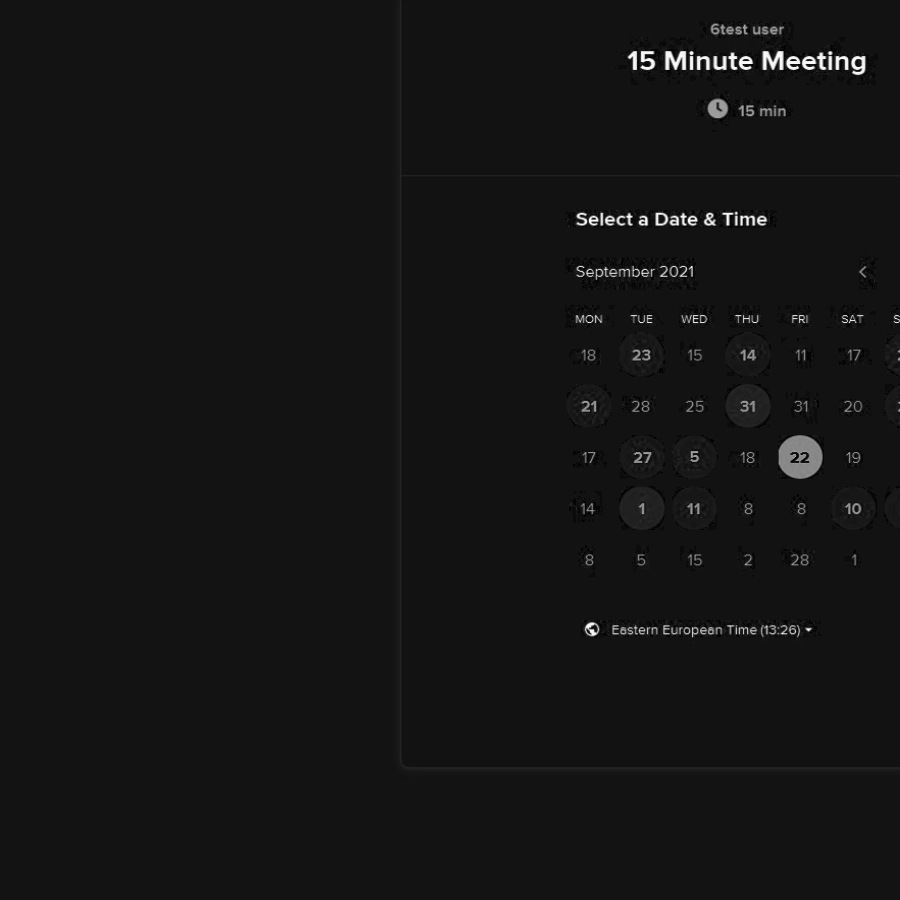 6test user
15 Minute Meeting
15 min
Select a Date & Time
September 2021
MON TUE WED THU FRI SAT
18 23 15 14 11 17
21 28 25 31 31 20
17 27 5 18 22 19
14 1 11 8 8 10
8 5 15 2 28 1
Eastern European Time (13:26)